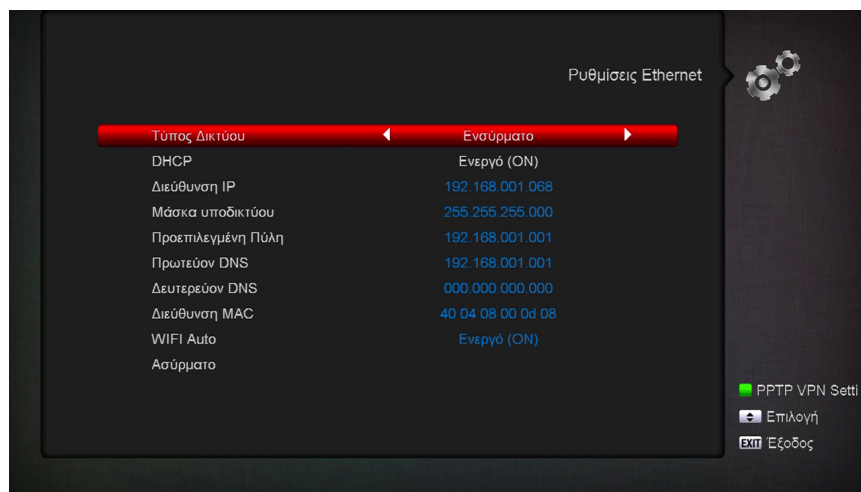 Ρυθμίσεις Ethernet
Τύπος Δικτύου Ενσύρματο
DHCP Ενεργό (ON)
Διεύθυνση IP 192.168.001.068
Μάσκα υποδικτύου 255.255.255.000
Προεπιλεγμένη Πύλη 192.168.001.001
Πρωτεύον DNS 192.168.001.001
Δευτερεύον DNS 000.000.000.000
Διεύθυνση MAC 40 04 08 00 0d 08
WIFI Auto Ενεργό (ON)
Ασύρματο
PPTP VPN Setti
Επιλογή
EXIT Έξοδος